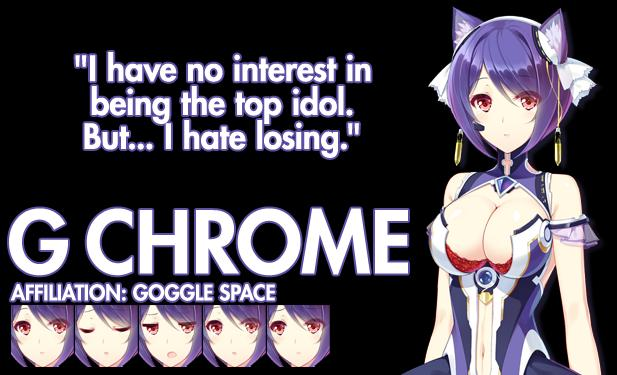 "I have no interest in
being the top idol.
But... I hate losing."
G CHROME
AFFILIATION: GOGGLE SPACE